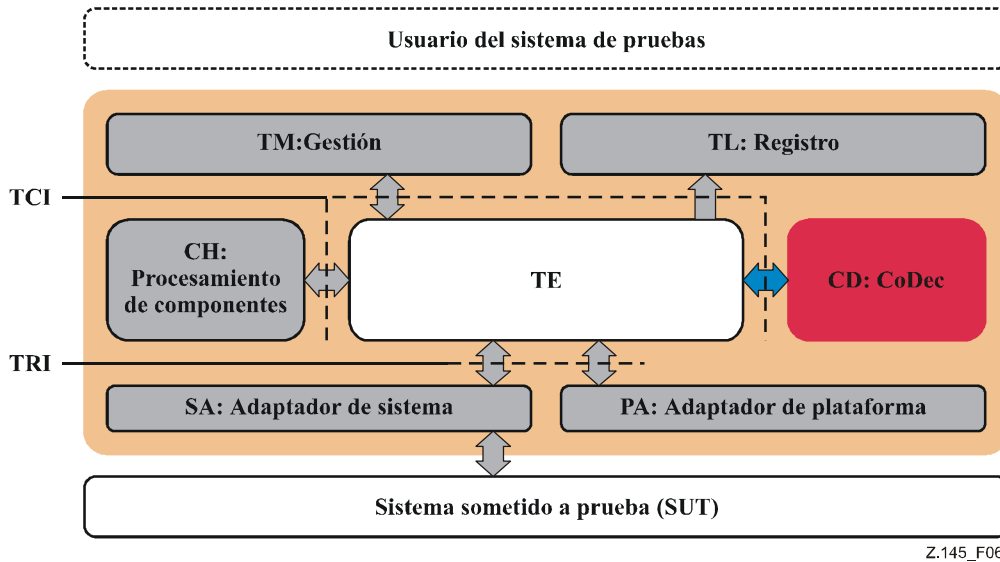 Usuario del sistema de pruebas
TM:Gestión
TL: Registro
TCI
CH:
Procesamiento
de componentes
TE
CD: CoDec
TRI
SA: Adaptador de sistema
PA: Adaptador de plataforma
Sistema sometido a prueba (SUT)
Z.145_F06